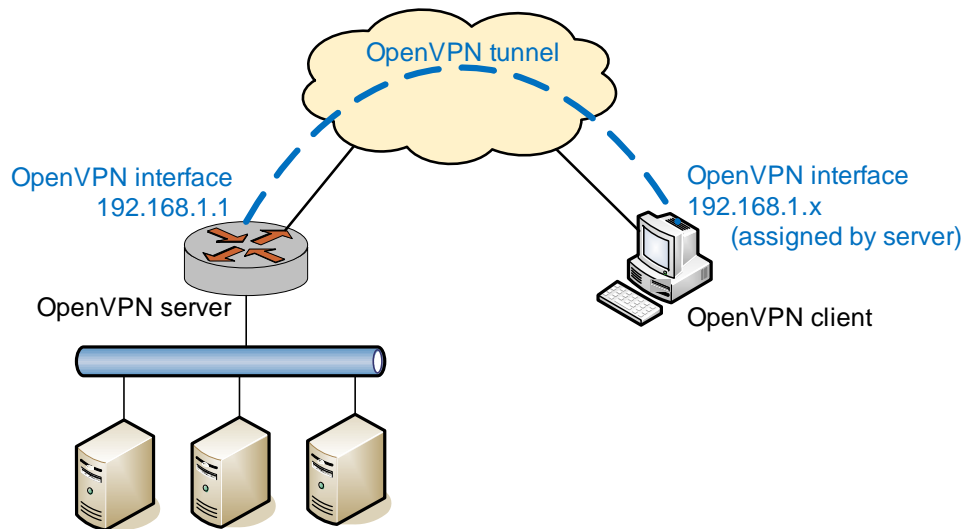 OpenVPN tunnel
OpenVPN interface
192.168.1.1
OpenVPN interface
192.168.1.x
(assigned by server)
OpenVPN server
OpenVPN client